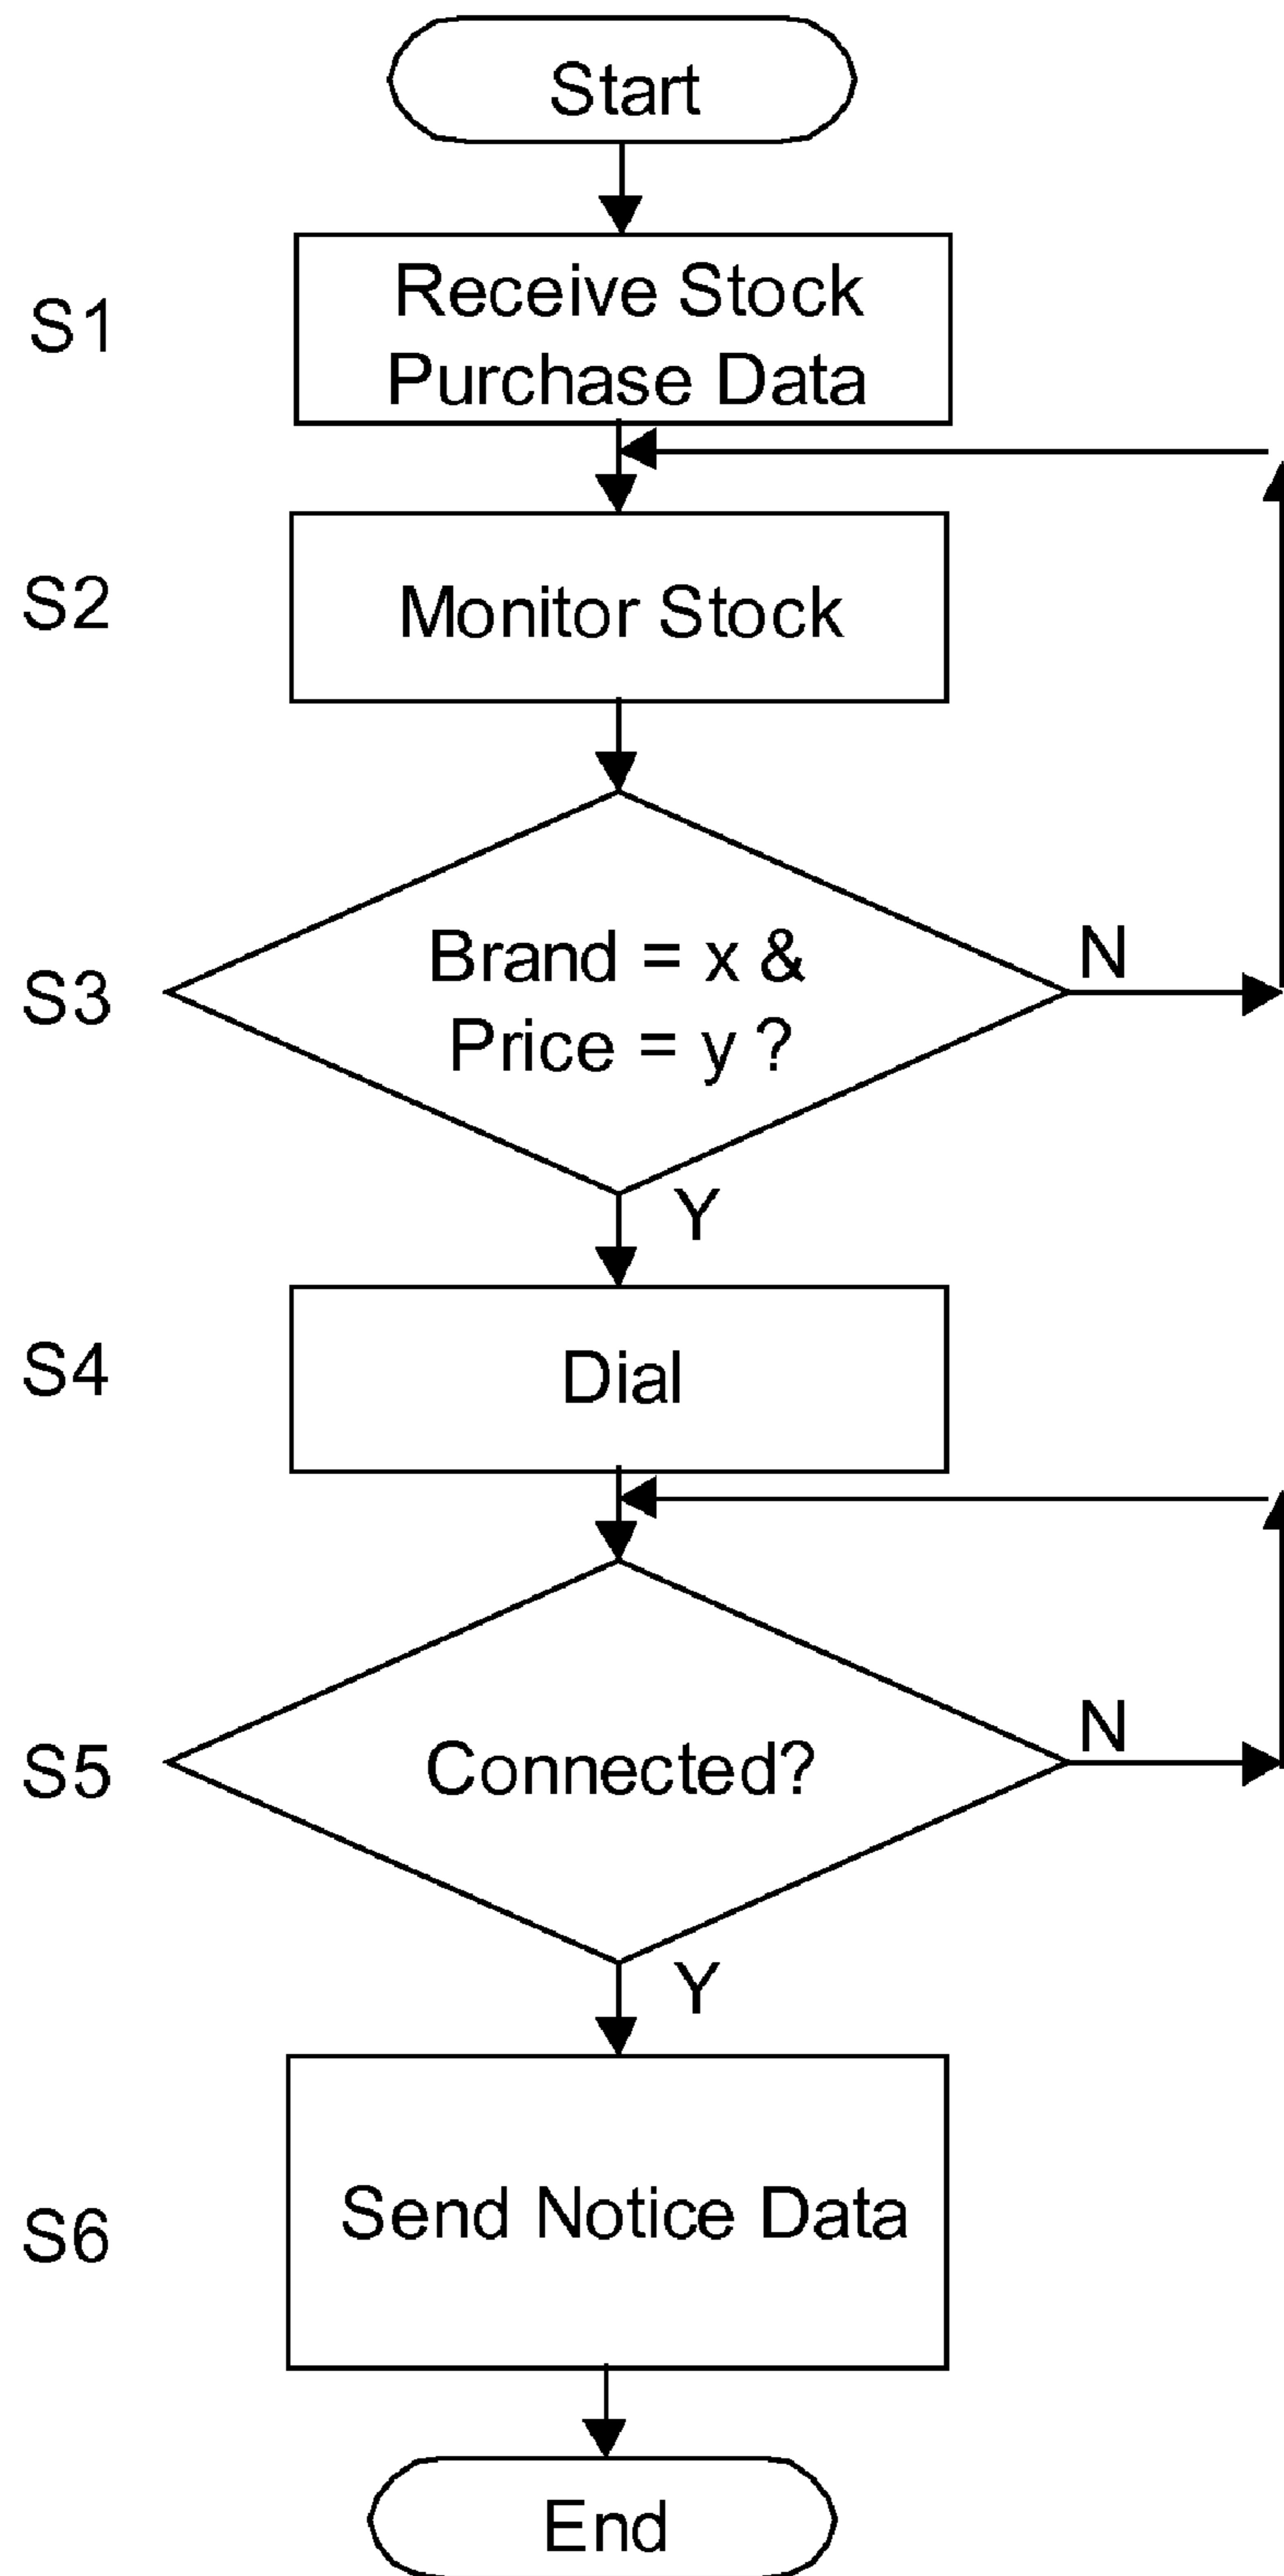 Start
S1
Receive Stock
Purchase Data
S2
Monitor Stock
S3
Brand = x &
Price = y ?
N
Y
S4
Dial
S5
Connected?
N
Y
S6
Send Notice Data
End